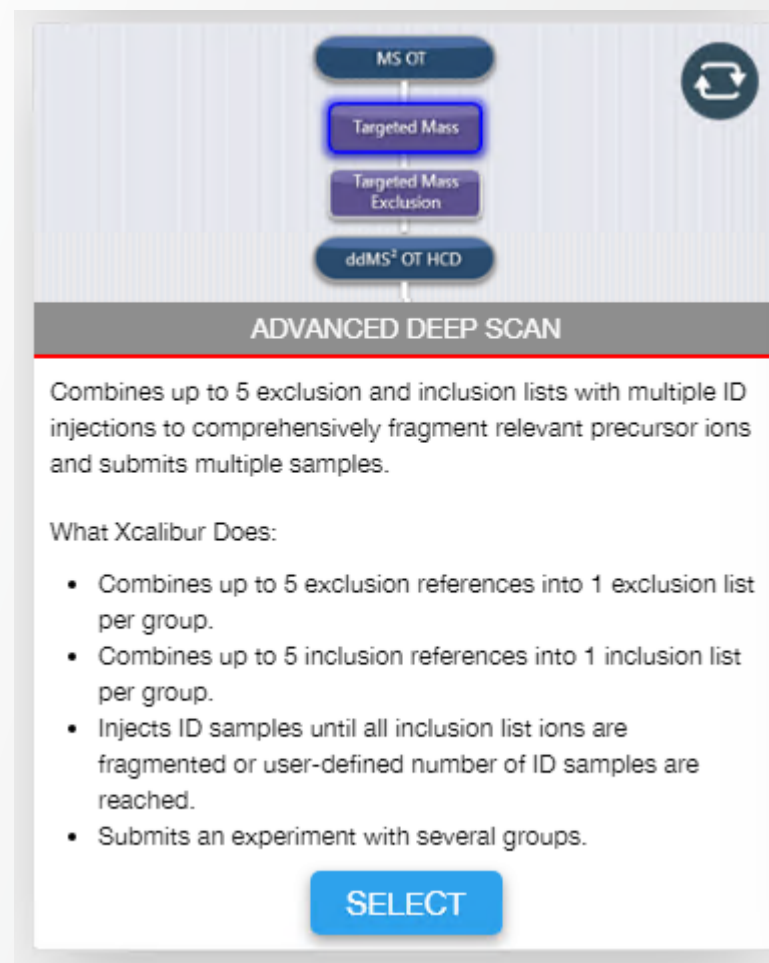 MS OT
Targeted Mass
Targeted Mass
Exclusion
ddMS² OT HCD
ADVANCED DEEP SCAN
Combines up to 5 exclusion and inclusion lists with multiple ID
injections to comprehensively fragment relevant precursor ions
and submits multiple samples.
What Xcalibur Does:
• Combines up to 5 exclusion references into 1 exclusion list
per group.
• Combines up to 5 inclusion references into 1 inclusion list
per group.
• Injects ID samples until all inclusion list ions are
fragmented or user-defined number of ID samples are
reached.
• Submits an experiment with several groups.
SELECT